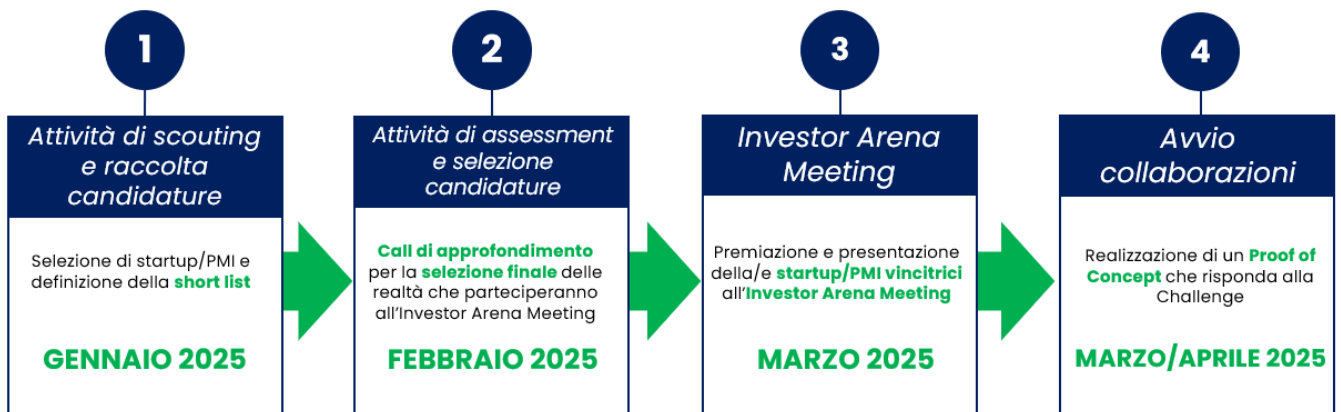 1
Attività di scouting
e raccolta
candidature
Selezione di startup/PMI e
definizione della short list
GENNAIO 2025
2
Attività di assessment
e selezione
candidature
Call di approfondimento
per la selezione finale delle
realtà che parteciperanno
all'Investor Arena Meeting
FEBBRAIO 2025
3
Investor Arena
Meeting
Premiazione e presentazione
della/e startup/PMI vincitrici
all'Investor Arena Meeting
MARZO 2025
4
Avvio
collaborazioni
Realizzazione di un Proof of
Concept che risponda alla
Challenge
MARZO/APRILE 2025